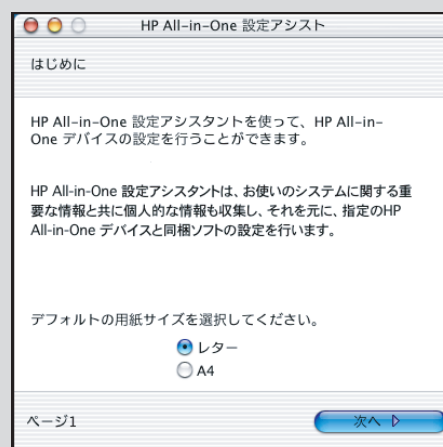 HP All-in-One 設定アシスト
はじめに
HP All-in-One 設定アシスタントを使って、HP All-in-
One デバイスの設定を行うことができます。
HP All-in-One 設定アシスタントは、お使いのシステムに関する重
要な情報と共に個人的な情報も収集し、それを元に、指定のHP
All-in-One デバイスと同梱ソフトの設定を行います。
デフォルトの用紙サイズを選択してください。
レター
A4
ページ1
次へ